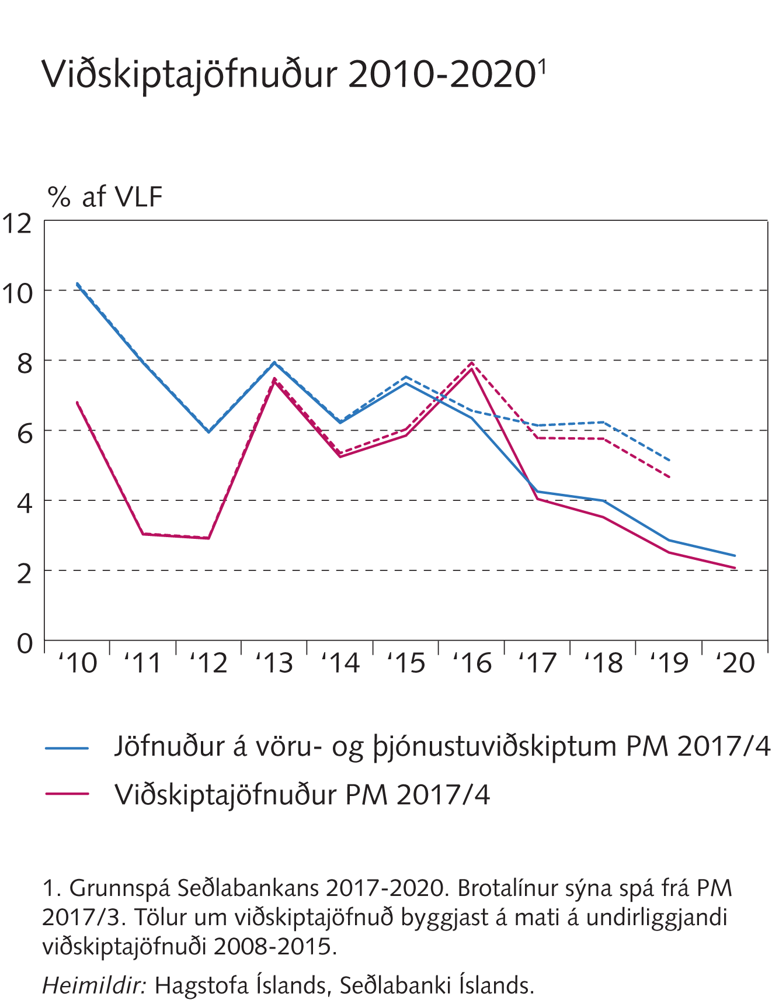 Viðskiptajöfnuður 2010-2020¹
% af VLF
12
10
8
6
4
2
0
‘10 ‘11 ‘12 ‘13 ‘14 ‘15 ‘16 ‘17 ‘18 ‘19 ‘20
Jöfnuður á vöru- og þjónustuviðskiptum PM 2017/4
Viðskiptajöfnuður PM 2017/4
1. Grunnspá Seðlabankans 2017-2020. Brotalínur sýna spá frá PM
2017/3. Tölur um viðskiptajöfnuð byggjast á mati á undirliggjandi
viðskiptajöfnuði 2008-2015.
Heimildir: Hagstofa Íslands, Seðlabanki Íslands.